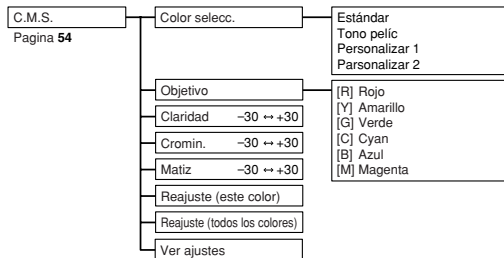 C.M.S.
Pagina 54
Color selecc.
Estándar
Tono pelíc
Personalizar 1
Parsonalizar 2
Objetivo
[R] Rojo
[Y] Amarillo
[G] Verde
[C] Cyan
[B] Azul
[M] Magenta
Claridad −30 ↔ +30
Cromin. −30 ↔ +30
Matiz −30 ↔ +30
Reajuste (este color)
Reajuste (todos los colores)
Ver ajustes